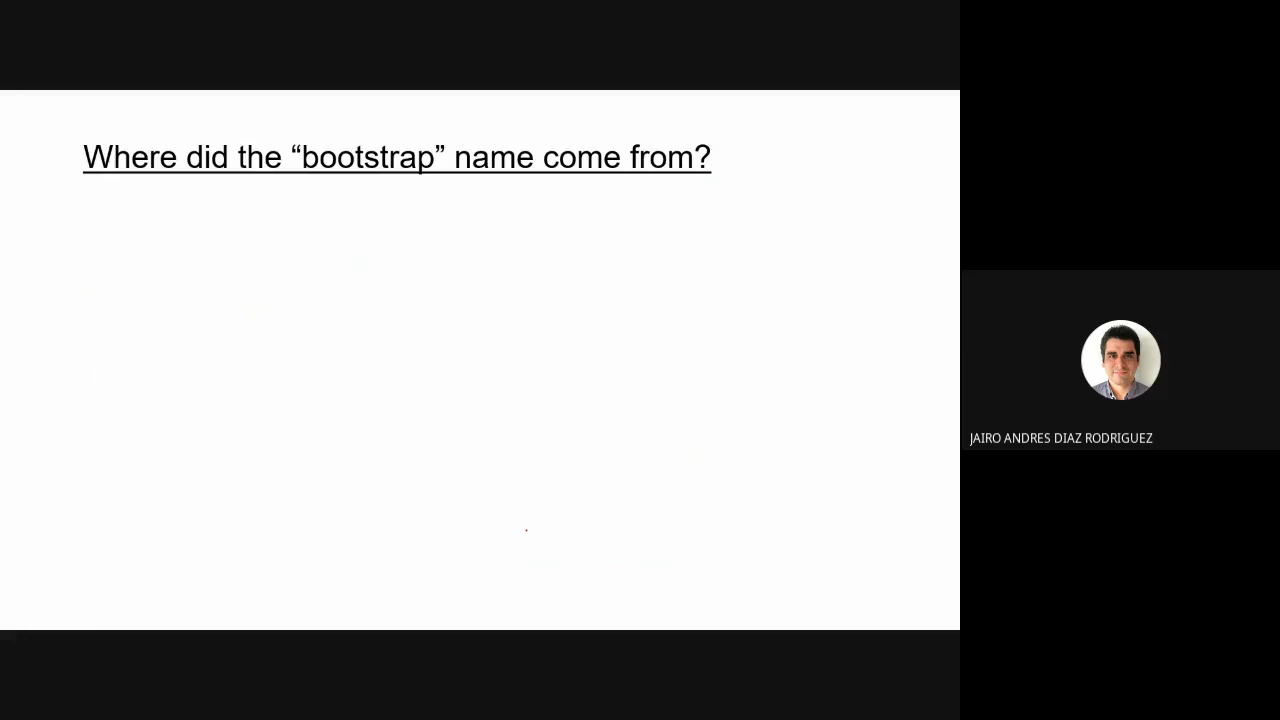 Where did the “bootstrap” name come from?
JAIRO ANDRES DIAZ RODRIGUEZ